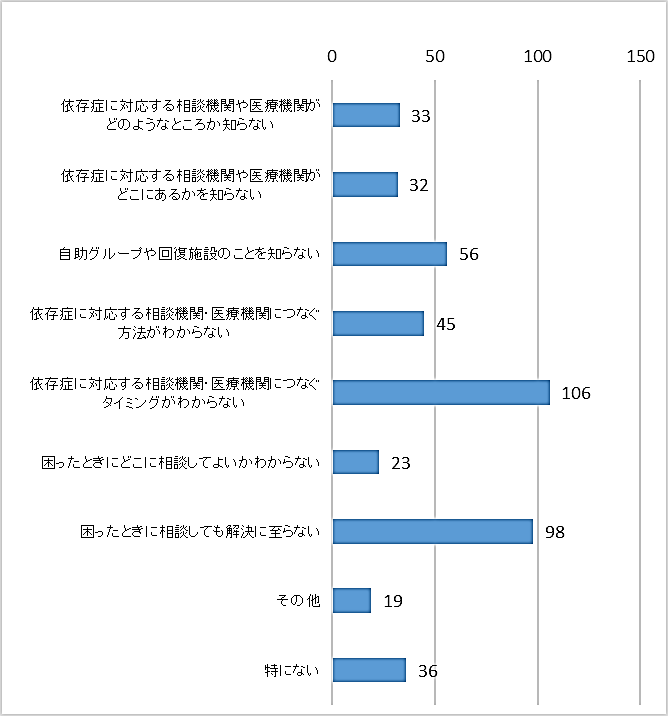 0 50 100 150
依存症に対応する相談機関や医療機関が
どのようなところか知らない
33
依存症に対応する相談機関や医療機関が
どこにあるかを知らない
32
自助グループや回復施設のことを知らない
56
依存症に対応する相談機関・医療機関につなぐ
方法がわからない
45
依存症に対応する相談機関・医療機関につなぐ
タイミングがわからない
106
困ったときにどこに相談してよいかわからない
23
困ったときに相談しても解決に至らない
98
その他
19
特にない
36